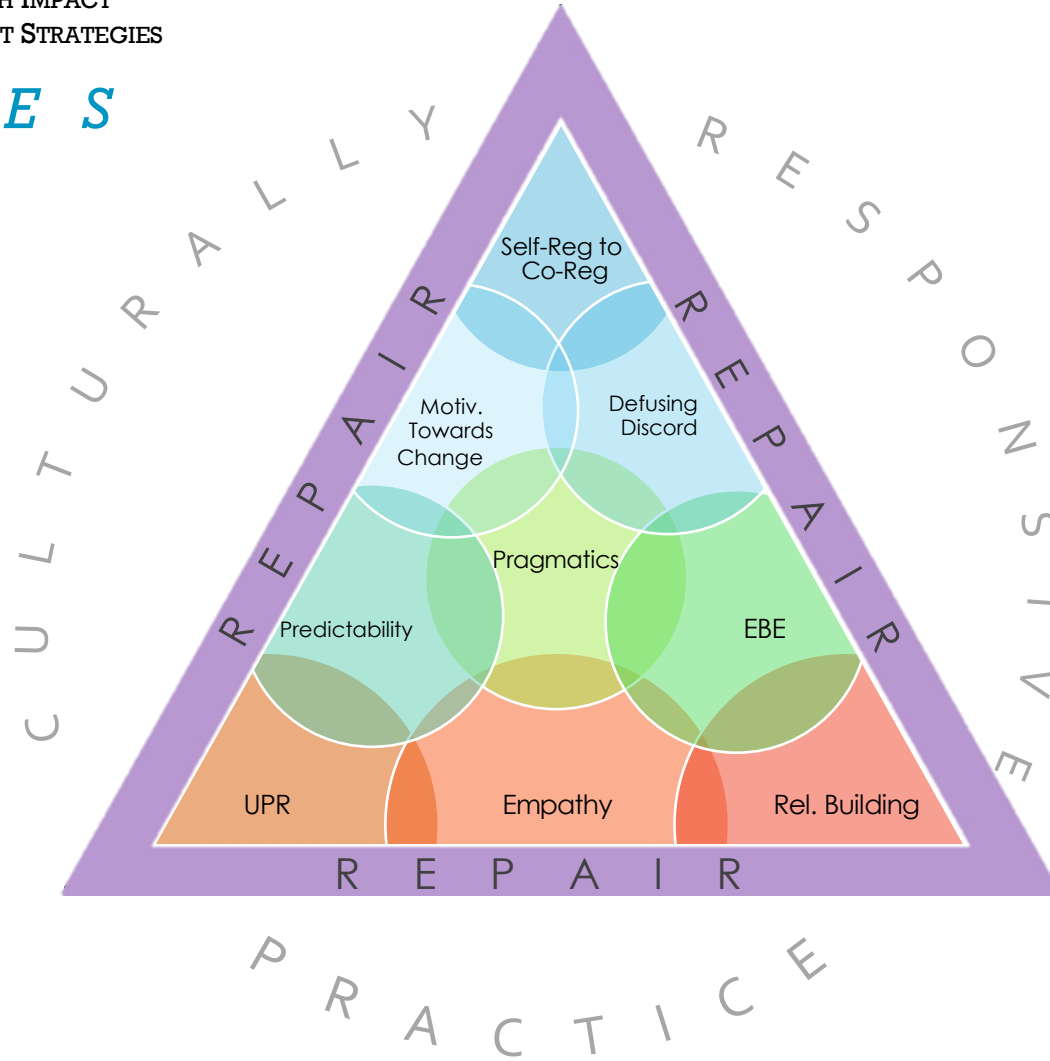 H IMPACT
T STRATEGIES
E S
CULTURALLY
RESPONSIVE
REPAIR
REPAIR
Self-Reg to
Co-Reg
Motiv.
Towards
Change
Defusing
Discord
Pragmatics
Predictability
EBE
UPR
Empathy
Rel. Building
REPAIR
PRACTICE